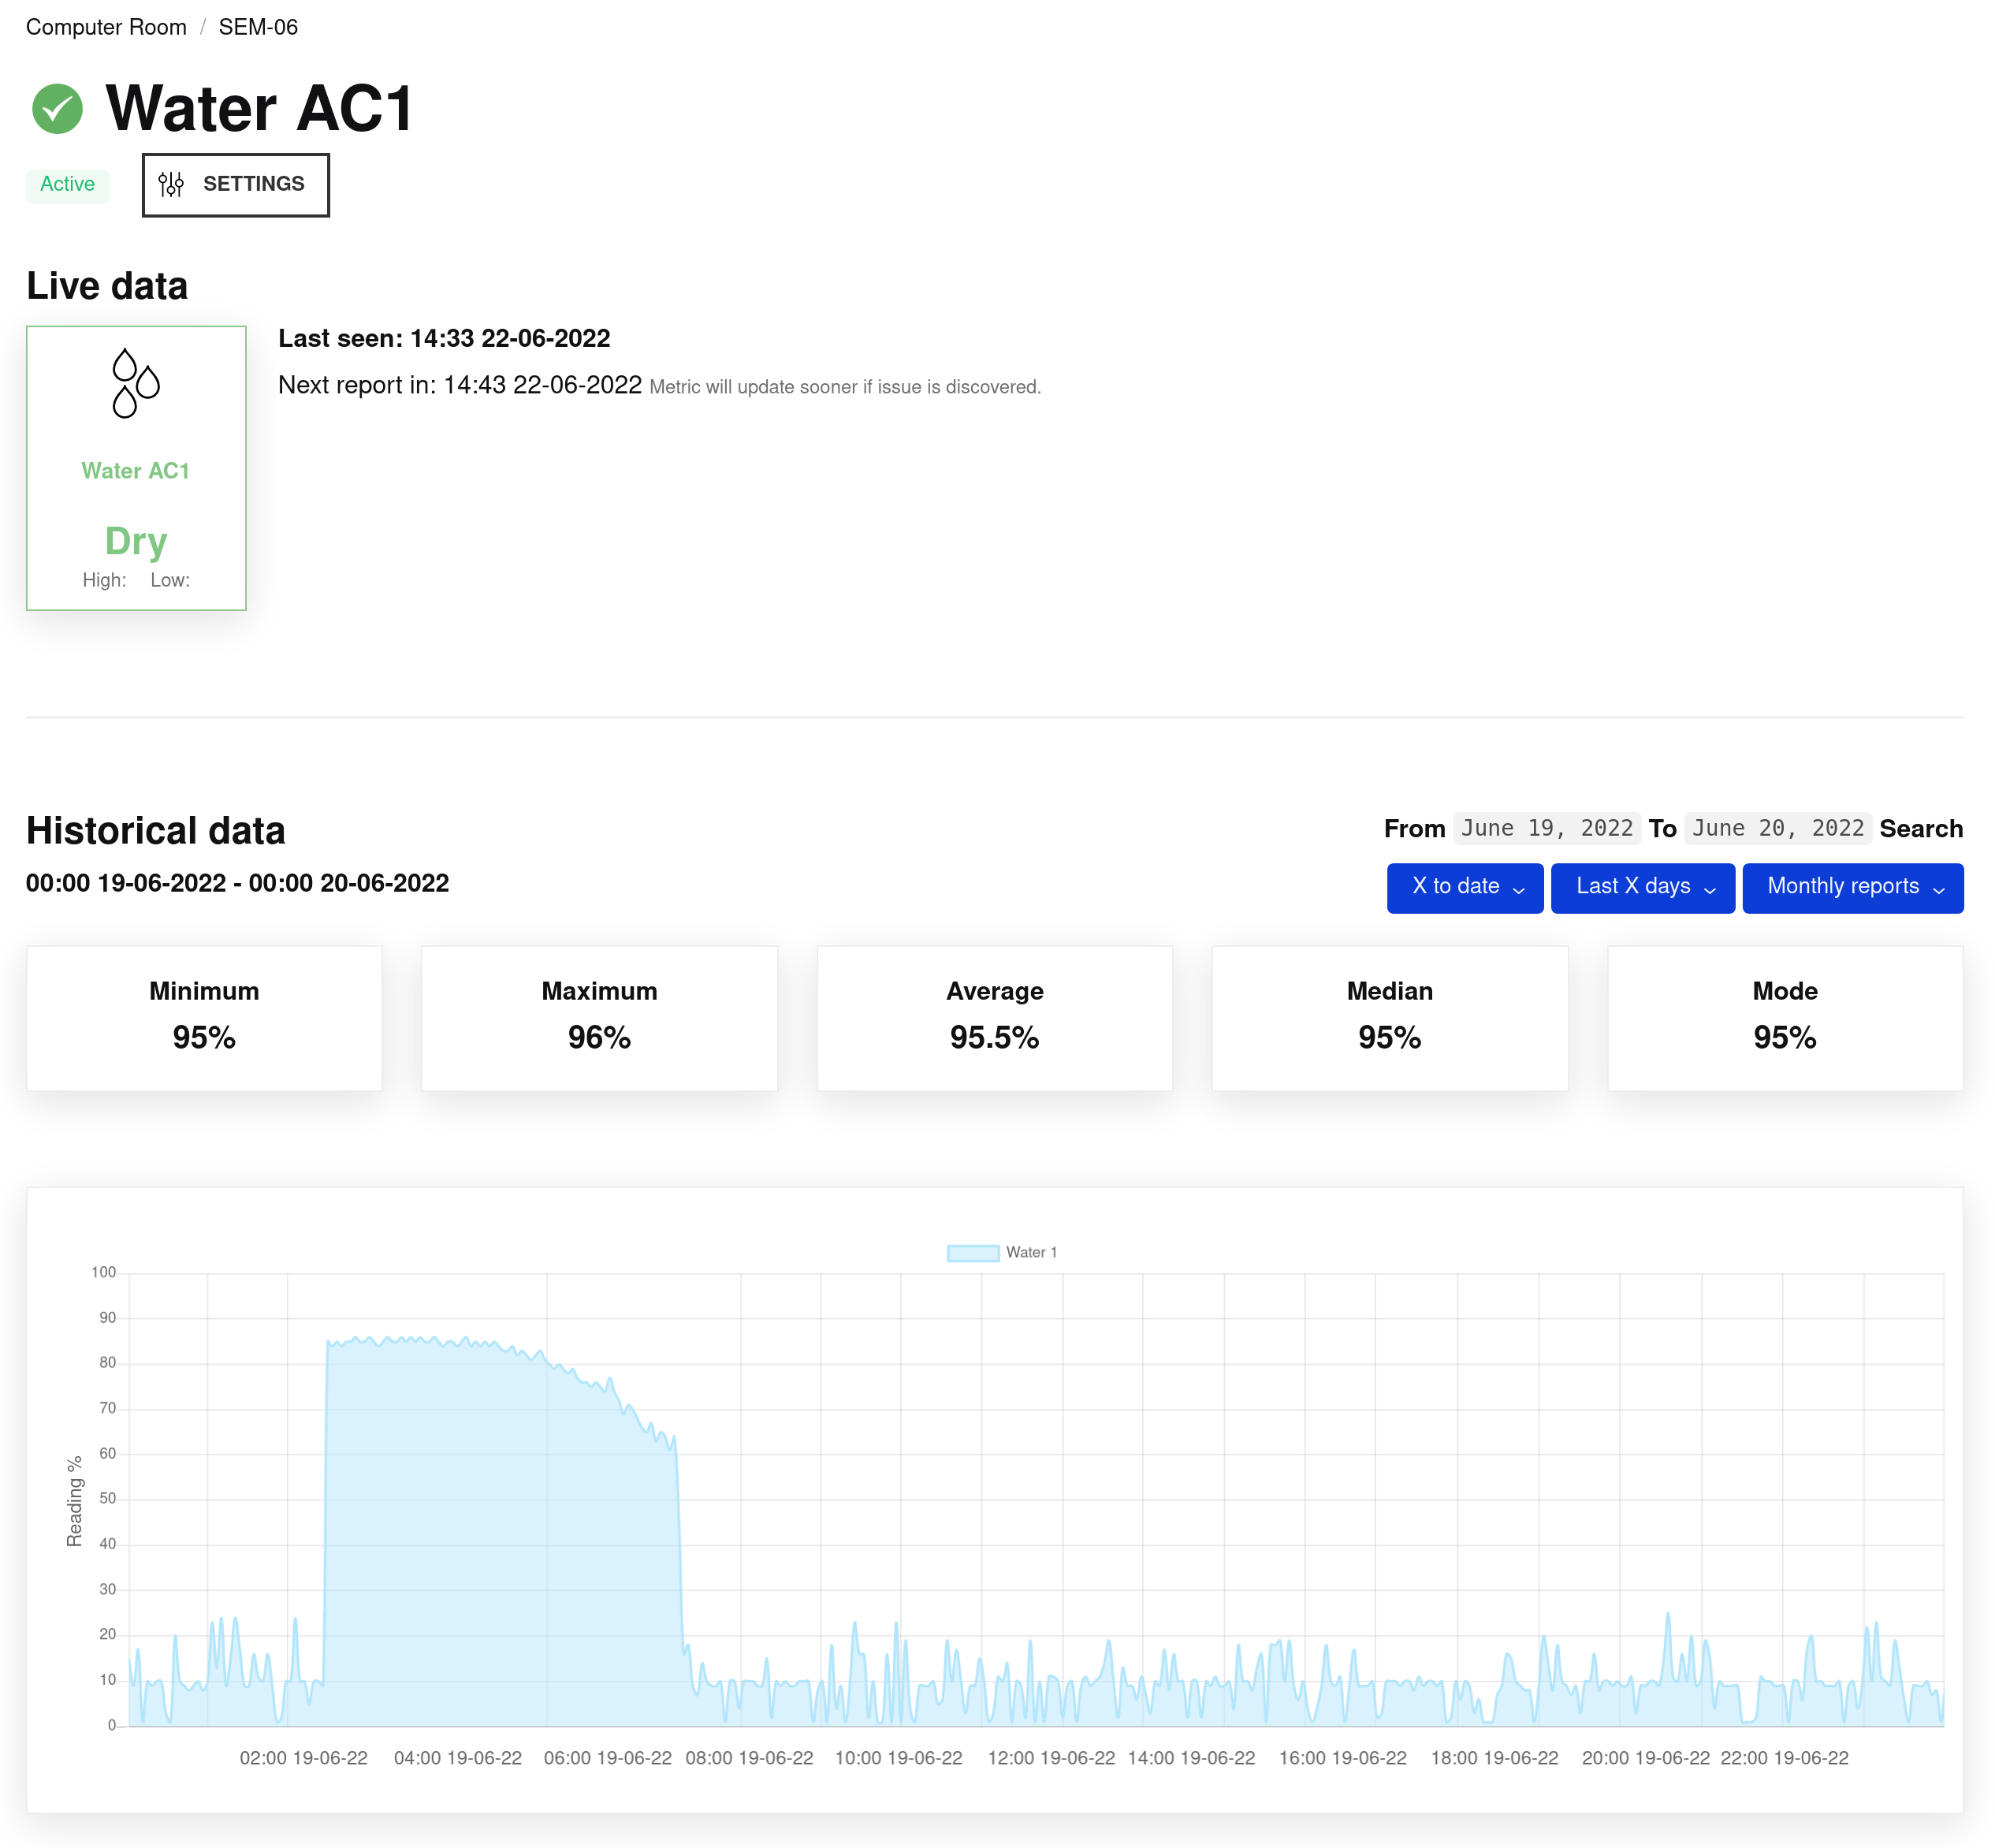 Computer Room / SEM-06
Water AC1
Active
SETTINGS
Live data
Last seen: 14:33 22-06-2022
Next report in: 14:43 22-06-2022 Metric will update sooner if issue is discovered.
Water AC1
Dry
High: Low:
Historical data
From June 19, 2022 To June 20, 2022 Search
00:00 19-06-2022 - 00:00 20-06-2022
X to date
Last X days
Monthly reports
Minimum
95%
Maximum
96%
Average
95.5%
Median
95%
Mode
95%
Water 1
100
90
80
70
60
50
40
30
20
10
0
Reading %
02:00 19-06-22
04:00 19-06-22
06:00 19-06-22
08:00 19-06-22
10:00 19-06-22
12:00 19-06-22
14:00 19-06-22
16:00 19-06-22
18:00 19-06-22
20:00 19-06-22
22:00 19-06-22